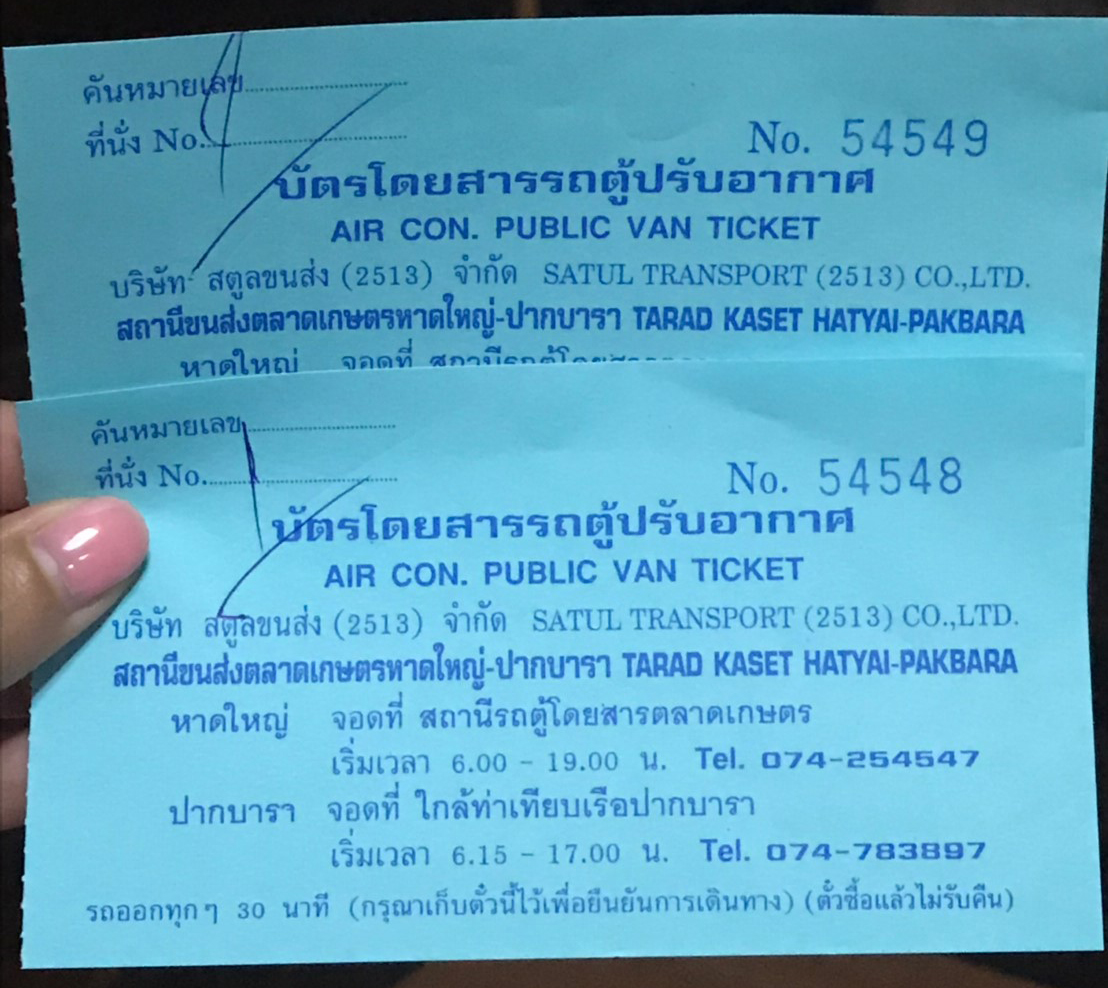 คันหมายเลข
ที่นั่ง No.
No. 54549
บัตรโดยสารรถตู้ปรับอากาศ
AIR CON. PUBLIC VAN TICKET
บริษัท สตูลขนส่ง (2513) จำกัด SATUL TRANSPORT (2513) CO.,LTD.
สถานีขนส่งตลาดเกษตรหาดใหญ่-ปากบารา TARAD KASET HATYAI-PAKBARA
หาดใหญ่ จอดที่ สถานีรถตู้โดยสาร
คันหมายเลข
ที่นั่ง No.
No. 54548
บัตรโดยสารรถตู้ปรับอากาศ
AIR CON. PUBLIC VAN TICKET
บริษัท สตูลขนส่ง (2513) จำกัด SATUL TRANSPORT (2513) CO.,LTD.
สถานีขนส่งตลาดเกษตรหาดใหญ่-ปากบารา TARAD KASET HATYAI-PAKBARA
หาดใหญ่ จอดที่ สถานีรถตู้โดยสารตลาดเกษตร
เริ่มเวลา 6.00 - 19.00 น. Tel. 074-254547
ปากบารา จอดที่ ใกล้ท่าเทียบเรือปากบารา
เริ่มเวลา 6.15 - 17.00 น. Tel. 074-783897
รถออกทุกๆ 30 นาที (กรุณาเก็บตั๋วนี้ไว้เพื่อยืนยันการเดินทาง) (ตั๋วซื้อแล้วไม่รับคืน)